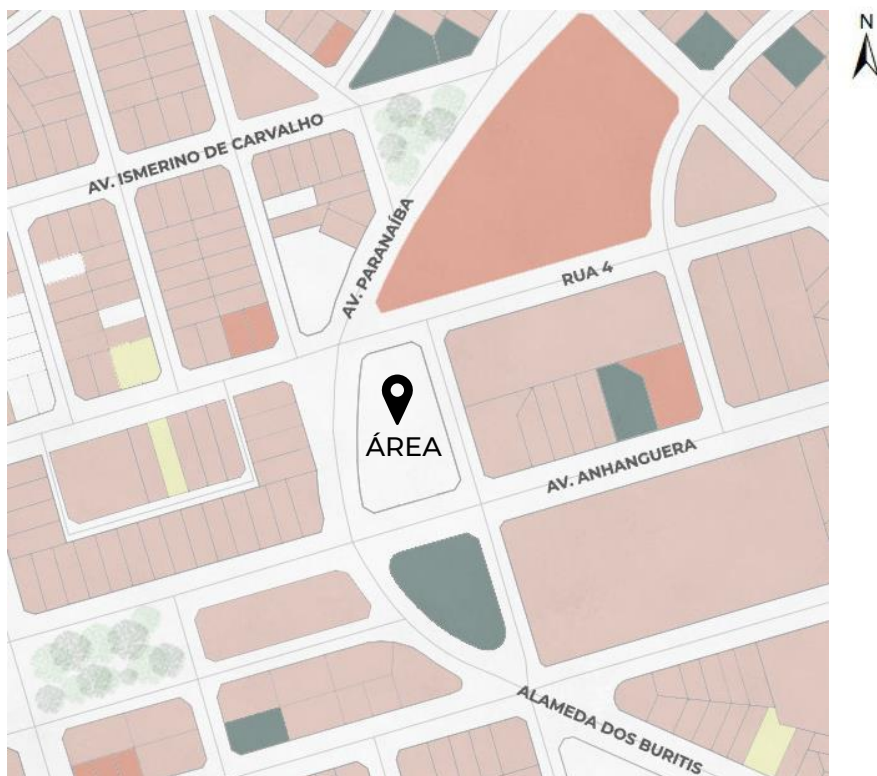 N
AV. ISMERINO DE CARVALHO
AV. PARANAÍBA
RUA 4
ÁREA
AV. ANHANGUERA
ALAMEDA DOS BURITIS